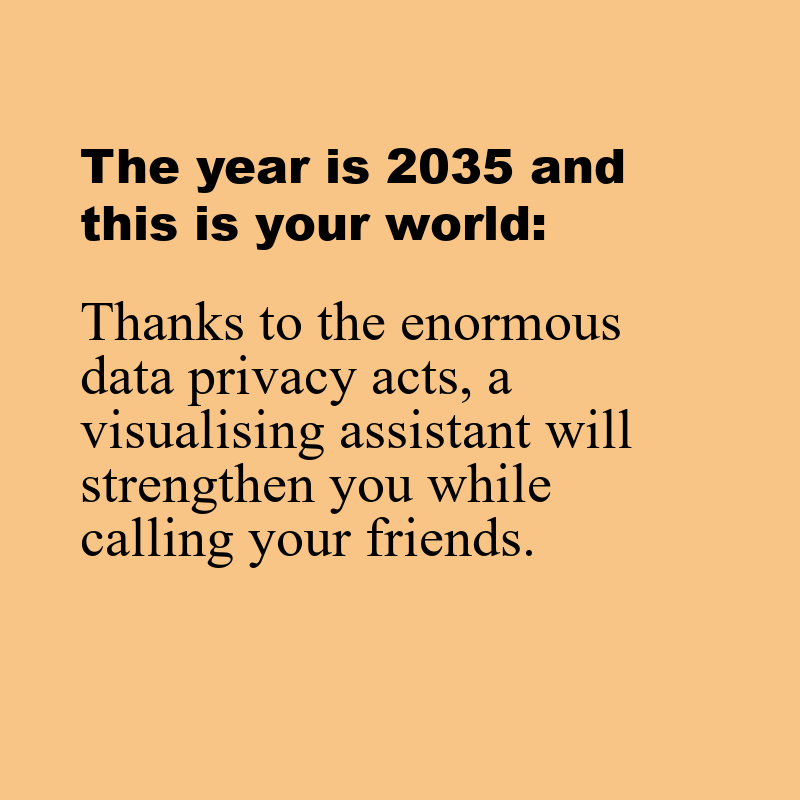 The year is 2035 and
this is your world:
Thanks to the enormous
data privacy acts, a
visualising assistant will
strengthen you while
calling your friends.